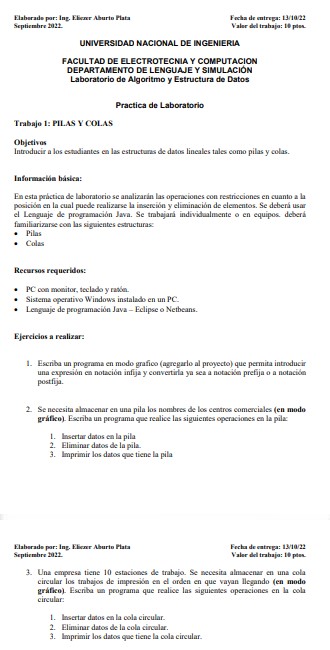 Elaborado por: Ing. Eliezer Aburto Plata Fecha de entrega: 13/10/22
Septiembre 2022. Valor del trabajo: 10 ptos.
UNIVERSIDAD NACIONAL DE INGENIERIA
FACULTAD DE ELECTROTECNIA Y COMPUTACION
DEPARTAMENTO DE LENGUAJE Y SIMULACIÓN
Laboratorio de Algoritmo y Estructura de Datos
Practica de Laboratorio
Trabajo 1: PILAS Y COLAS
Objetivos
Introducir a los estudiantes en las estructuras de datos lineales tales como pilas y colas.
Información básica:
En esta práctica de laboratorio se analizarán las operaciones con restricciones en cuanto a la
posición en la cual puede realizarse la inserción y eliminación de elementos. Se deberá usar
el Lenguaje de programación Java. Se trabajará individualmente o en equipos. deberá
familiarizarse con las siguientes estructuras:
• Pilas
• Colas
Recursos requeridos:
• PC con monitor, teclado y ratón.
• Sistema operativo Windows instalado en un PC.
• Lenguaje de programación Java – Eclipse o Netbeans.
Ejercicios a realizar:
1. Escriba un programa en modo grafico (agregarlo al proyecto) que permita introducir
una expresión en notación infija y convertirla ya sea a notación prefija o a notación
postfija.
2. Se necesita almacenar en una pila los nombres de los centros comerciales (en modo
gráfico). Escriba un programa que realice las siguientes operaciones en la pila:
1. Insertar datos en la pila
2. Eliminar datos de la pila.
3. Imprimir los datos que tiene la pila
Elaborado por: Ing. Eliezer Aburto Plata Fecha de entrega: 13/10/22
Septiembre 2022. Valor del trabajo: 10 ptos.
3. Una empresa tiene 10 estaciones de trabajo. Se necesita almacenar en una cola
circular los trabajos de impresión en el orden en que vayan llegando (en modo
gráfico). Escriba un programa que realice las siguientes operaciones en la cola
circular:
1. Insertar datos en la cola circular.
2. Eliminar datos de la cola circular.
3. Imprimir los datos que tiene la cola circular.